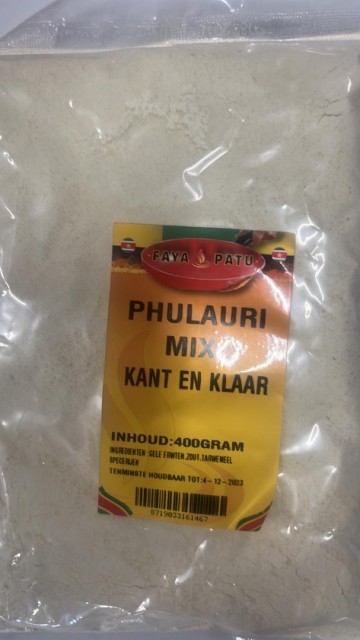 FAYA PATU
PHULAURI
MIX
KANT EN KLAAR
INHOUD:400GRAM
INGREDIENTEN :GELE ERWTEN,ZOUT,TARWEMEEL
SPECERIJEN
TENMINSTE HOUDBAAR TOT:4-12-2023
8719033161467